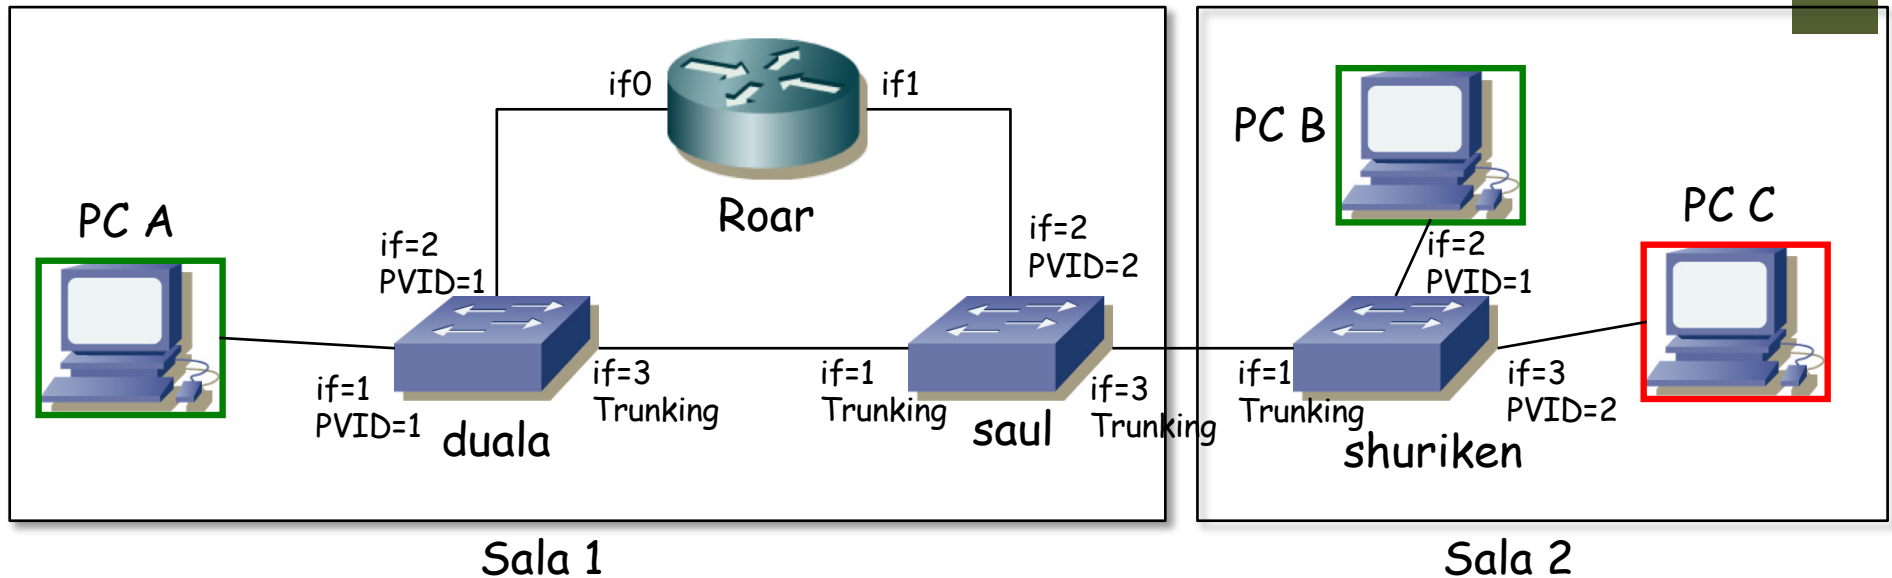 if0
if1
Roar
PC A
if=2
PVID=1
if=2
PVID=2
if=1
PVID=1
duala
if=3
Trunking
if=1
Trunking
saul
if=3
Trunking
Sala 1
PC B
PC C
if=2
PVID=1
if=1
Trunking
if=3
PVID=2
shuriken
Sala 2